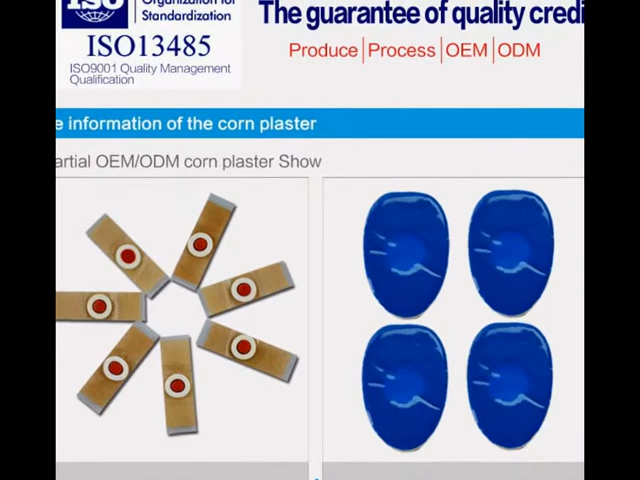 ISO
Organization for
Standardization
The guarantee of quality credi
ISO13485
Produce|Process|OEM|ODM
ISO9001 Quality Management
Qualification
e information of the corn plaster
artial OEM/ODM corn plaster Show